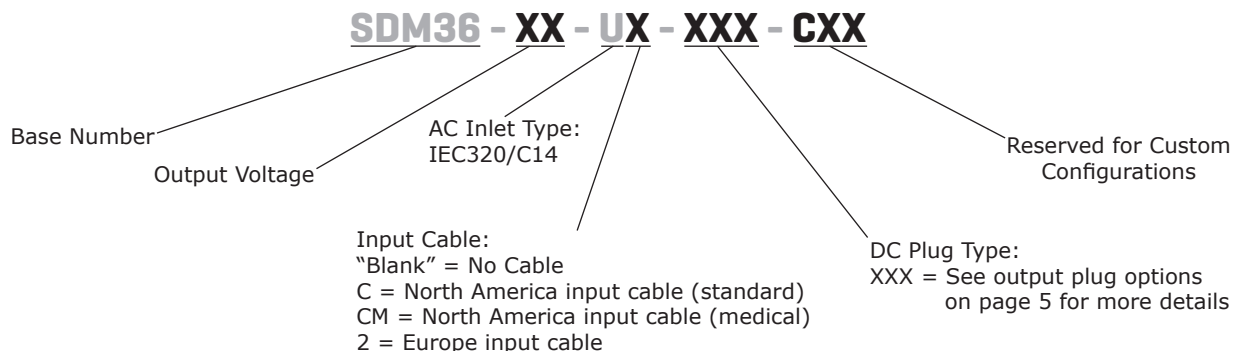 SDM36 - XX - UX - XXX - CXX
Base Number
Output Voltage
AC Inlet Type:
IEC320/C14
Input Cable:
“Blank” = No Cable
C = North America input cable (standard)
CM = North America input cable (medical)
2 = Europe input cable
DC Plug Type:
XXX = See output plug options
on page 5 for more details
Reserved for Custom
Configurations